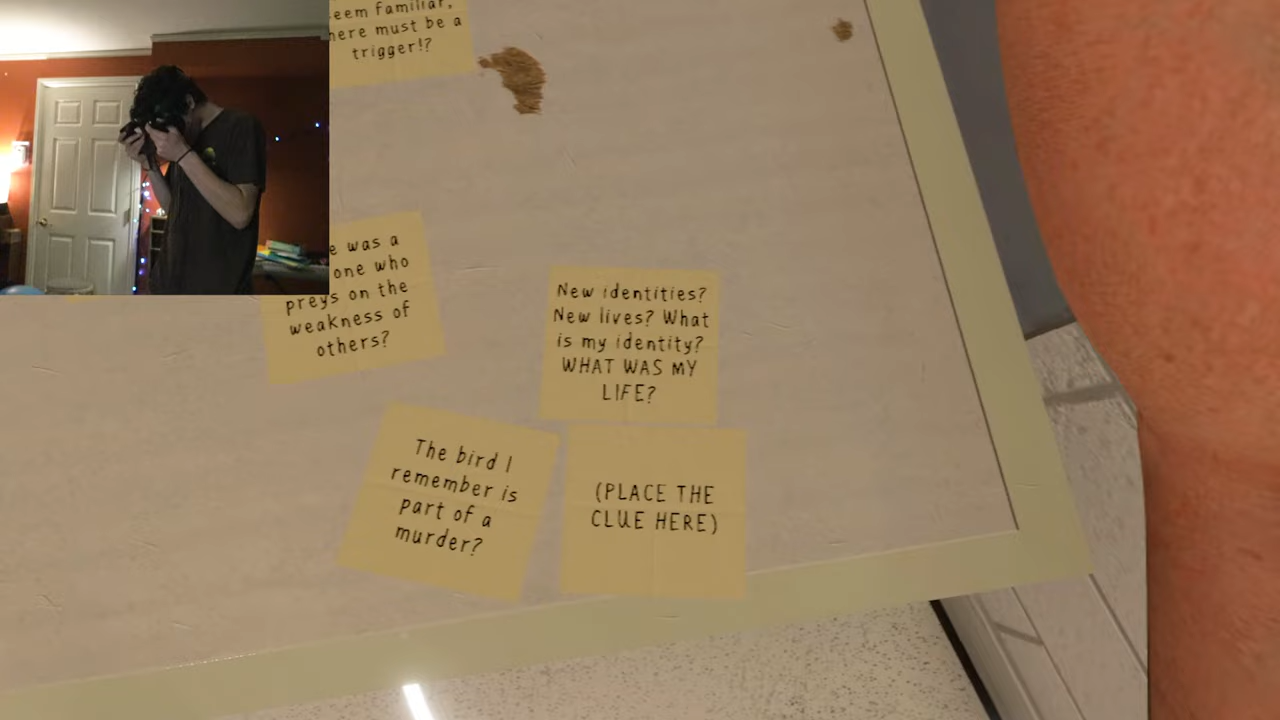 eem familiar,
here must be a
trigger!?
e was a
one who
preys on the
weakness of
others?
New identities?
New lives? What
is my identity?
WHAT WAS MY
LIFE?
The bird I
remember is
part of a
murder?
(PLACE THE
CLUE HERE)